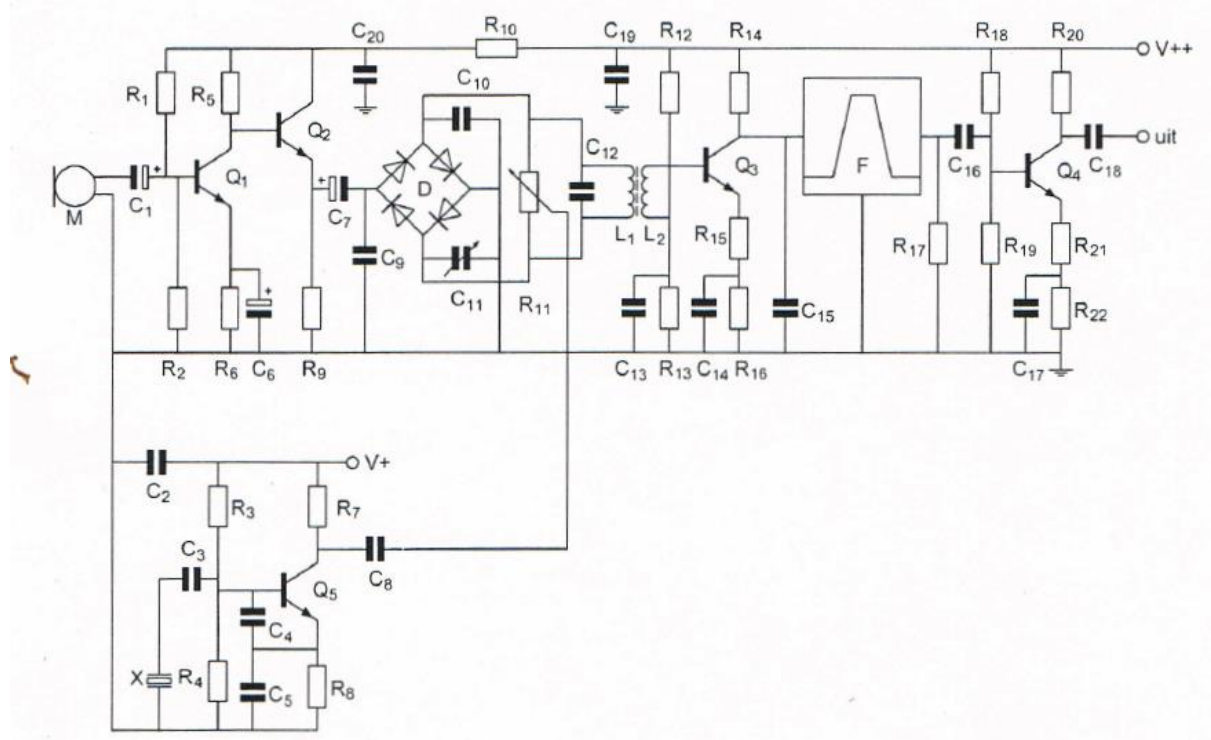 C20 R10 C19 R12 R14 R18 R20
V++
R1 R5 C10
Q2 C12 F C16 uit
M C1 Q1 D Q3 Q4 C18
C7
C9 L1 L2 R15 R17 R19 R21
C11 R11
C15 R22
R2 R6 C6 R9 C13 R13 C14 R16 C17
V+
C2
R3 R7
C3
C8
Q5
C4
X R4 C5 R8